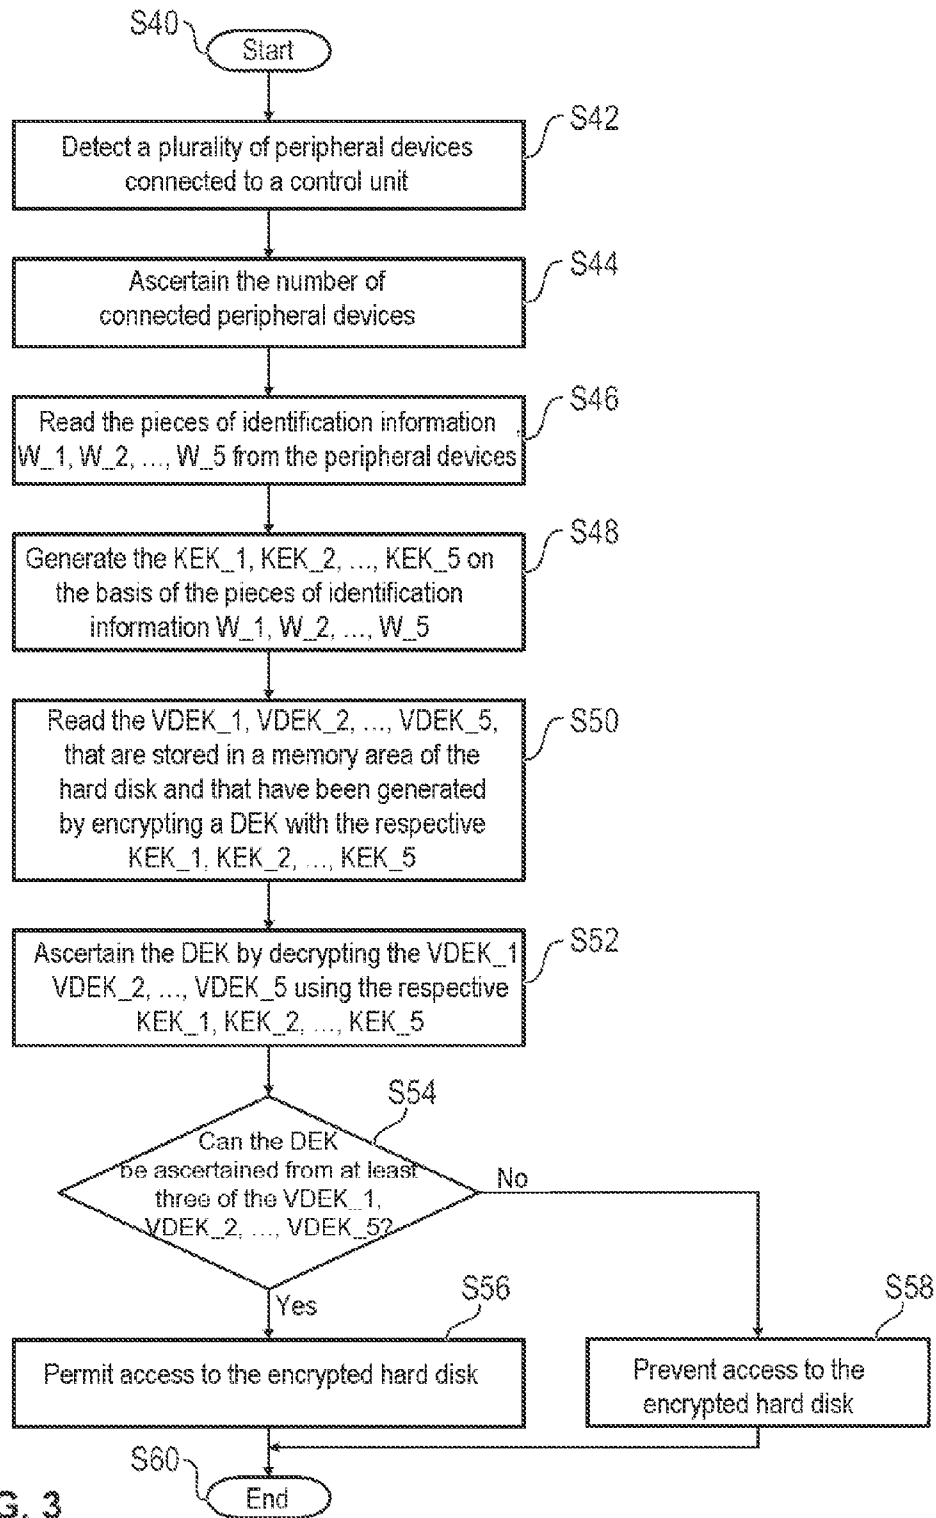 S40
Start
S42
Detect a plurality of peripheral devices
connected to a control unit
S44
Ascertain the number of
connected peripheral devices
S46
Read the pieces of identification information
W_1, W_2, ..., W_5 from the peripheral devices
S48
Generate the KEK_1, KEK_2, ..., KEK_5 on
the basis of the pieces of identification
information W_1, W_2, ..., W_5
S50
Read the VDEK_1, VDEK_2, ..., VDEK_5,
that are stored in a memory area of the
hard disk and that have been generated
by encrypting a DEK with the respective
KEK_1, KEK_2, ..., KEK_5
S52
Ascertain the DEK by decrypting the VDEK_1
VDEK_2, ..., VDEK_5 using the respective
KEK_1, KEK_2, ..., KEK_5
S54
Can the DEK
be ascertained from at least
three of the VDEK_1,
VDEK_2, ..., VDEK_5?
No
Yes
S56
Permit access to the encrypted hard disk
S58
Prevent access to the
encrypted hard disk
S60
End
G. 3